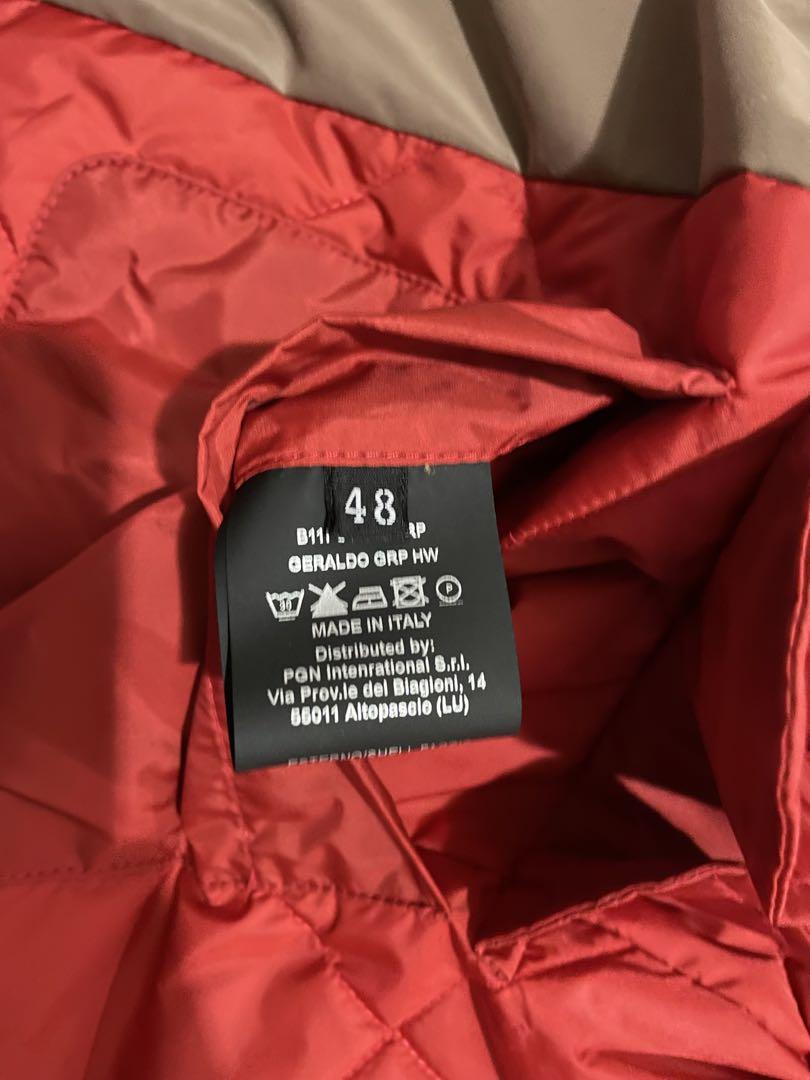 48
GERALDO GRP HW
MADE IN ITALY
Distributed by:
PGN Intenrational S.r.l.
Via Prov.le dei Biagioni, 14
55011 Altopascio (LU)